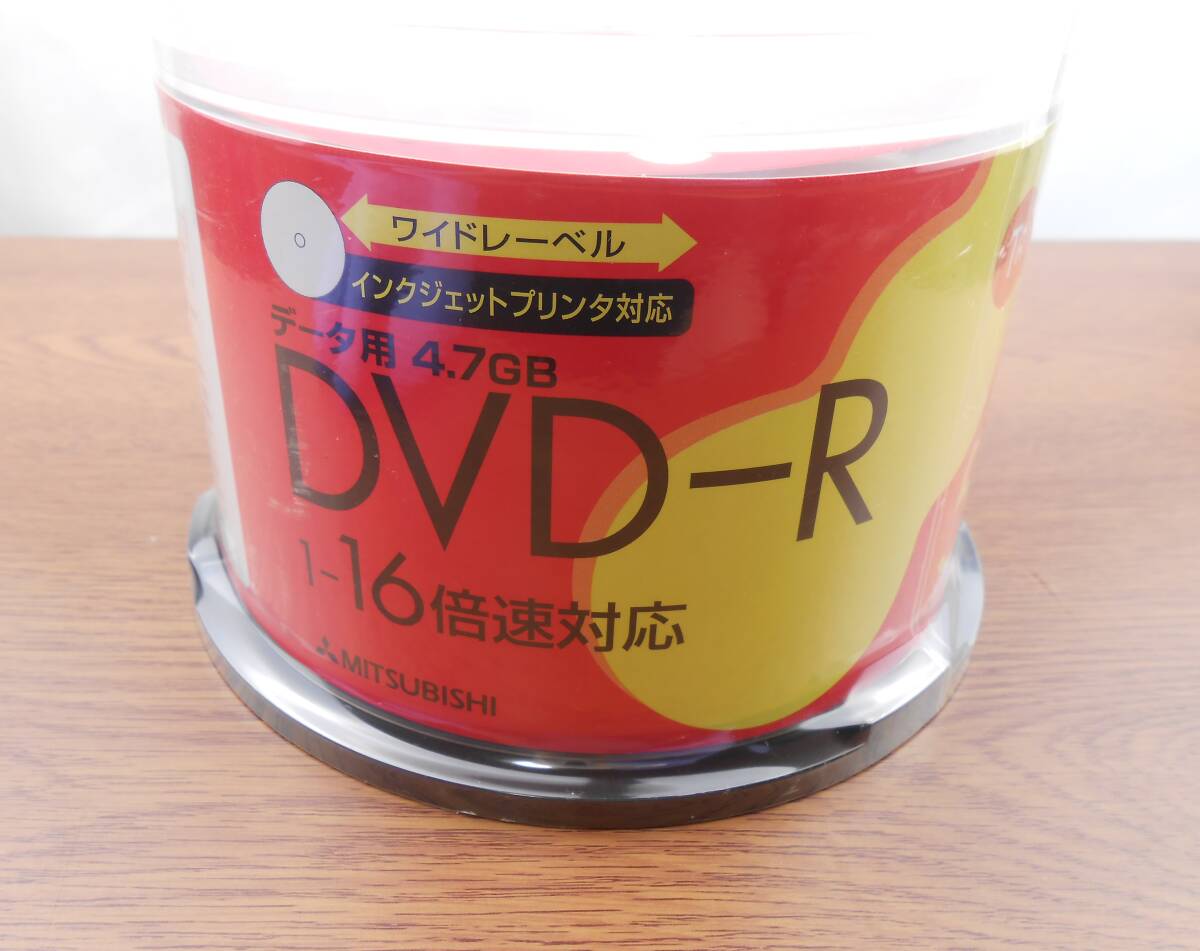 ワイドレーベル
インクジェットプリンタ対応
データ用 4.7GB
DVD-R
1-16倍速対応
MITSUBISHI